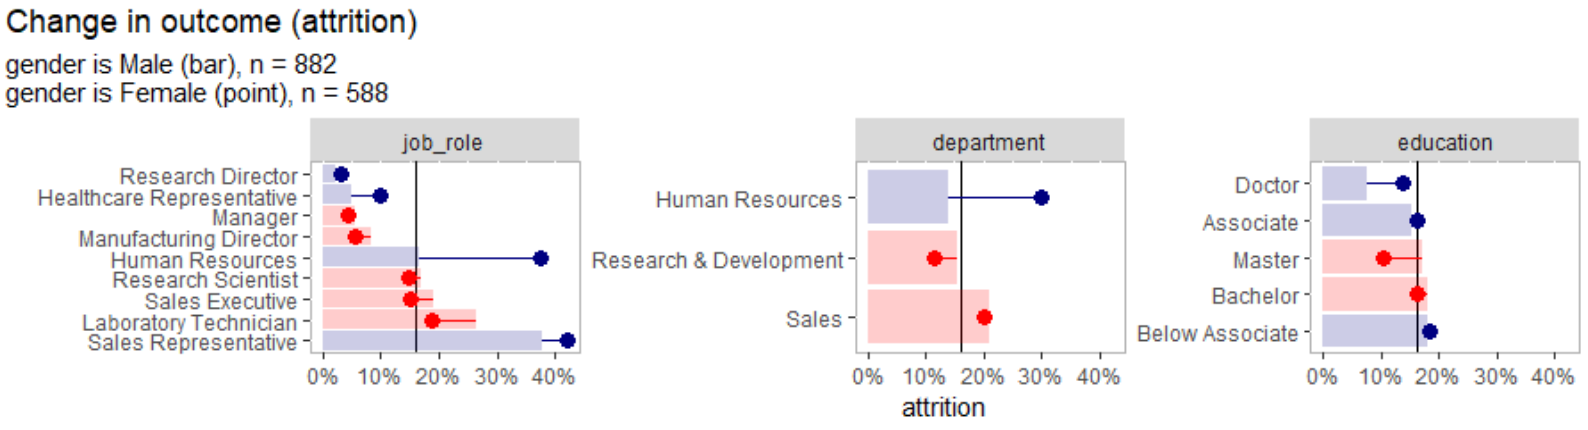 Change in outcome (attrition)
gender is Male (bar), n = 882
gender is Female (point), n = 588
job_role
Research Director
Healthcare Representative
Manager
Manufacturing Director
Human Resources
Research Scientist
Sales Executive
Laboratory Technician
Sales Representative
0% 10% 20% 30% 40%
department
Human Resources
Research & Development
Sales
0% 10% 20% 30% 40%
attrition
education
Doctor
Associate
Master
Bachelor
Below Associate
0% 10% 20% 30% 40%